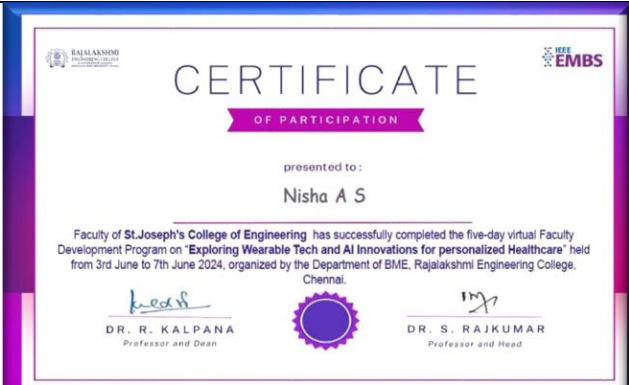 RAJALAKSHMI
ENGINEERING COLLEGE
IEEE
EMBS
CERTIFICATE
OF PARTICIPATION
presented to :
Nisha A S
Faculty of St.Joseph's College of Engineering has successfully completed the five-day virtual Faculty
Development Program on "Exploring Wearable Tech and AI Innovations for personalized Healthcare" held
from 3rd June to 7th June 2024, organized by the Department of BME, Rajalakshmi Engineering College,
Chennai.
DR. R. KALPANA
Professor and Dean
DR. S. RAJKUMAR
Professor and Head